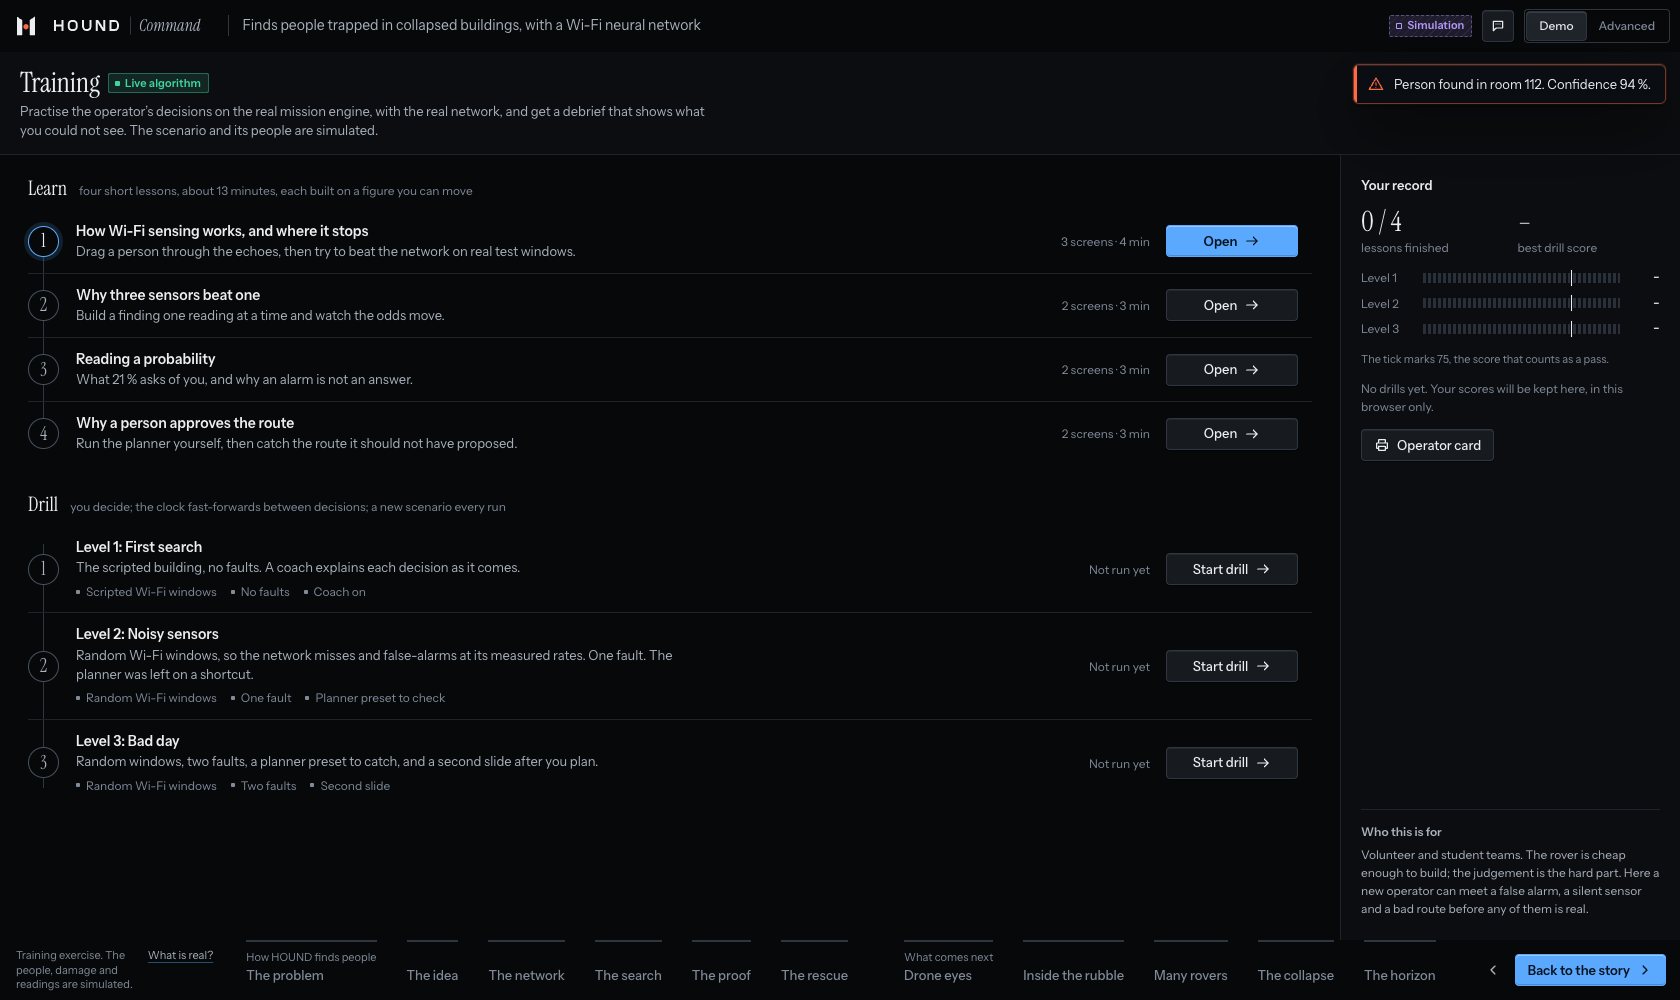 HOUND Command Finds people trapped in collapsed buildings, with a Wi-Fi neural network Simulation Demo Advanced
Training Live algorithm
Person found in room 112. Confidence 94 %.
Practise the operator's decisions on the real mission engine, with the real network, and get a debrief that shows what
you could not see. The scenario and its people are simulated.
Learn four short lessons, about 13 minutes, each built on a figure you can move
1 How Wi-Fi sensing works, and where it stops
Drag a person through the echoes, then try to beat the network on real test windows.
3 screens · 4 min Open →
2 Why three sensors beat one
Build a finding one reading at a time and watch the odds move.
2 screens · 3 min Open →
3 Reading a probability
What 21 % asks of you, and why an alarm is not an answer.
2 screens · 3 min Open →
4 Why a person approves the route
Run the planner yourself, then catch the route it should not have proposed.
2 screens · 3 min Open →
Drill you decide; the clock fast-forwards between decisions; a new scenario every run
1 Level 1: First search
The scripted building, no faults. A coach explains each decision as it comes.
Scripted Wi-Fi windows No faults Coach on
Not run yet Start drill →
2 Level 2: Noisy sensors
Random Wi-Fi windows, so the network misses and false-alarms at its measured rates. One fault. The
planner was left on a shortcut.
Random Wi-Fi windows One fault Planner preset to check
Not run yet Start drill →
3 Level 3: Bad day
Random windows, two faults, a planner preset to catch, and a second slide after you plan.
Random Wi-Fi windows Two faults Second slide
Not run yet Start drill →
Your record
0 / 4 –
lessons finished best drill score
Level 1 -
Level 2 -
Level 3 -
The tick marks 75, the score that counts as a pass.
No drills yet. Your scores will be kept here, in this
browser only.
Operator card
Who this is for
Volunteer and student teams. The rover is cheap
enough to build; the judgement is the hard part. Here a
new operator can meet a false alarm, a silent sensor
and a bad route before any of them is real.
Training exercise. The
people, damage and
readings are simulated.
What is real?
How HOUND finds people
The problem The idea The network The search The proof The rescue
What comes next
Drone eyes Inside the rubble Many rovers The collapse The horizon
Back to the story